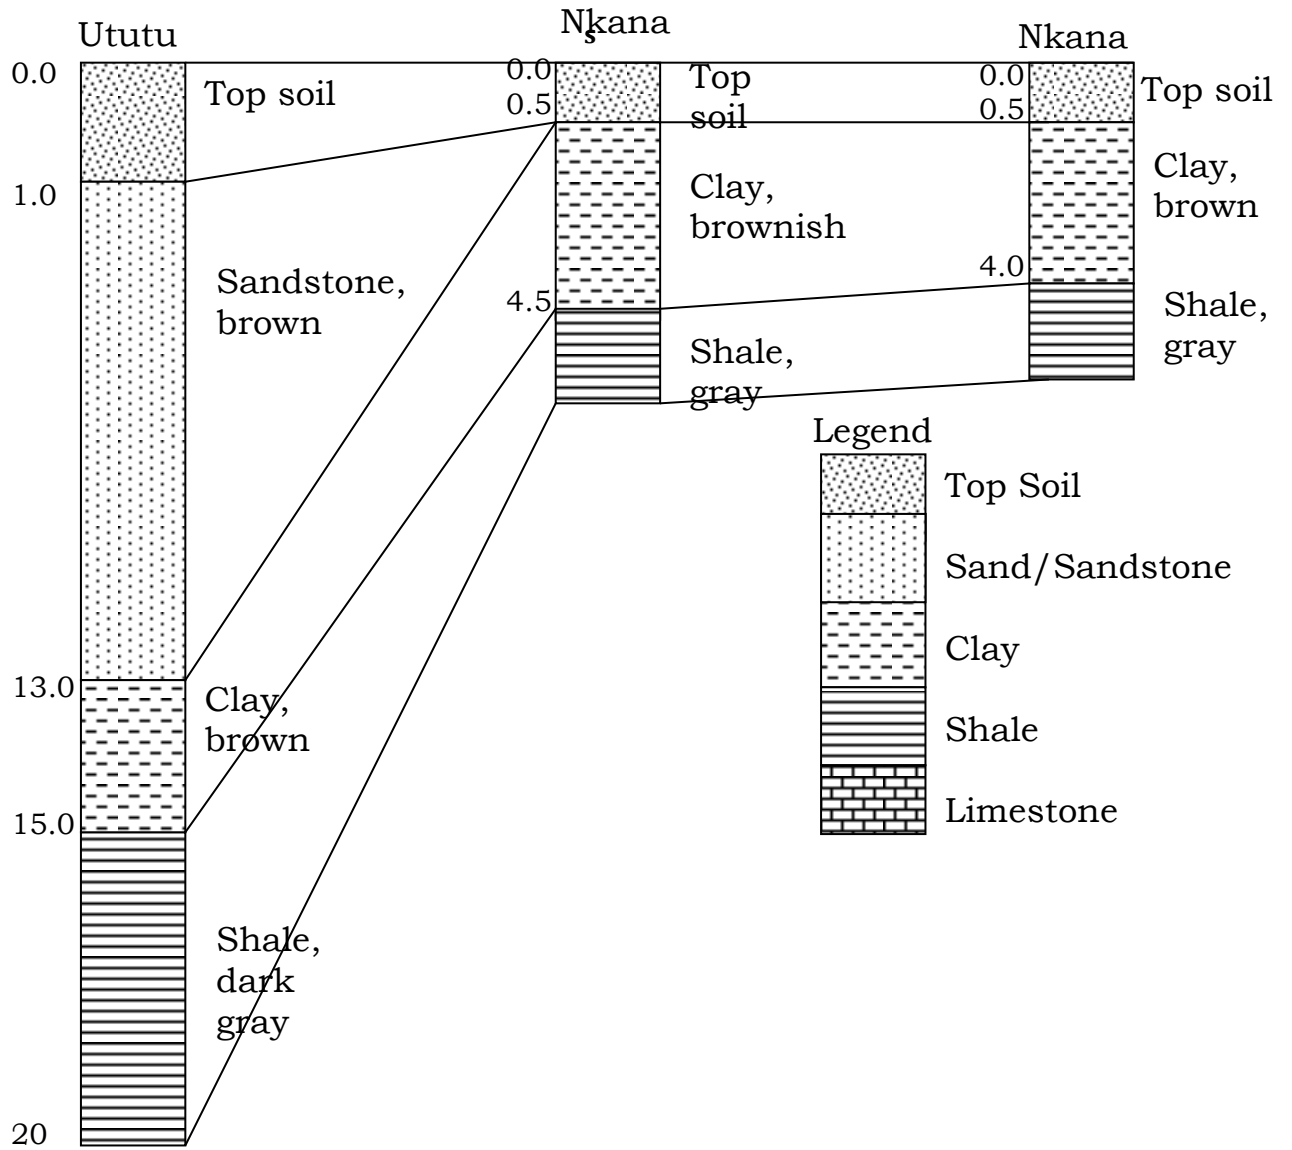 Ututu
0.0
Top soil
1.0
Sandstone,
brown
13.0
Clay,
brown
15.0
Shale,
dark
gray
20
Nkana
s
0.0
0.5
Top
soil
Clay,
brownish
4.5
Shale,
gray
Nkana
0.0
0.5
Top soil
Clay,
brown
4.0
Shale,
gray
Legend
Top Soil
Sand/Sandstone
Clay
Shale
Limestone